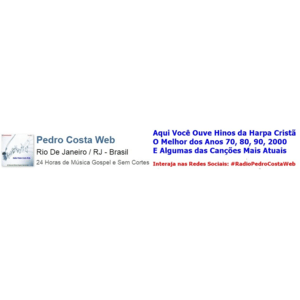 Pedro Costa Web
Rio De Janeiro / RJ - Brasil
24 Horas de Música Gospel e Sem Cortes
Aqui Você Ouve Hinos da Harpa Cristã
O Melhor dos Anos 70, 80, 90, 2000
E Algumas das Canções Mais Atuais
Interaja nas Redes Sociais: #RadioPedroCostaWeb